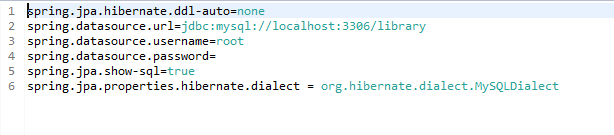 1 spring.jpa.hibernate.ddl-auto=none
2 spring.datasource.url=jdbc:mysql://localhost:3306/library
3 spring.datasource.username=root
4 spring.datasource.password=
5 spring.jpa.show-sql=true
6 spring.jpa.properties.hibernate.dialect = org.hibernate.dialect.MySQLDialect